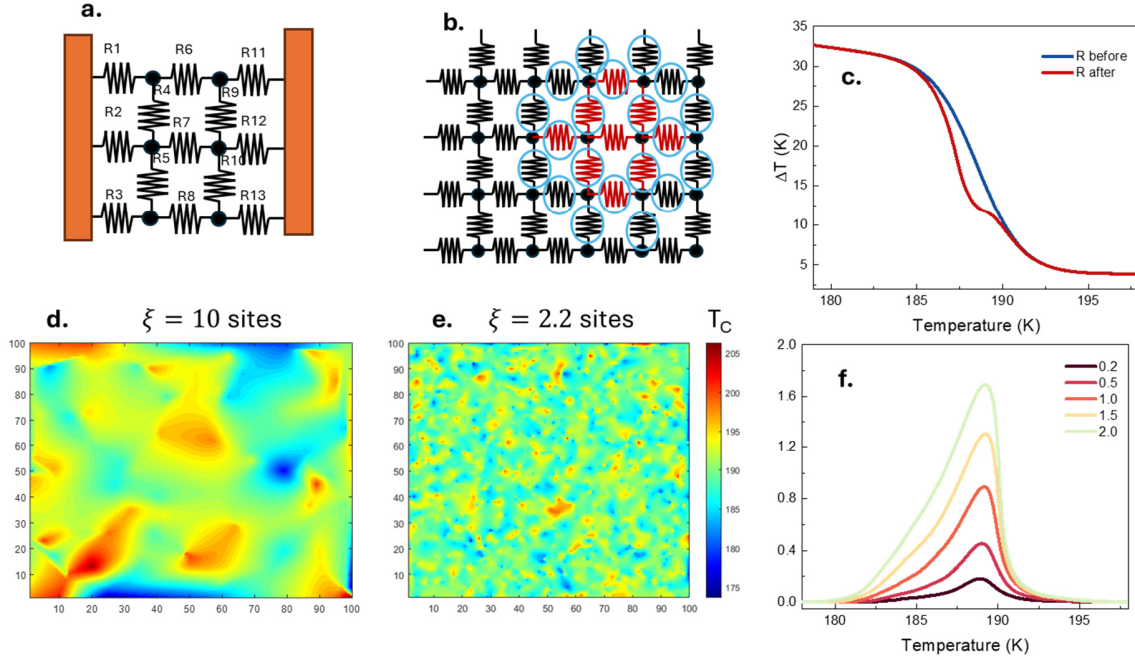 a.
R1
R6
R11
R4
R9
R2
R7
R12
R5
R10
R3
R8
R13
b.
c.
R before
R after
35
30
25
20
15
10
5
ΔT (K)
180
185
190
195
Temperature (K)
d.
ξ = 10 sites
100
90
80
70
60
50
40
30
20
10
10
20
30
40
50
60
70
80
90
100
e.
ξ = 2.2 sites
100
90
80
70
60
50
40
30
20
10
10
20
30
40
50
60
70
80
90
100
T_C
205
200
195
190
185
180
175
f.
0.2
0.5
1.0
1.5
2.0
2.0
1.6
1.2
0.8
0.4
0.0
180
185
190
195
Temperature (K)